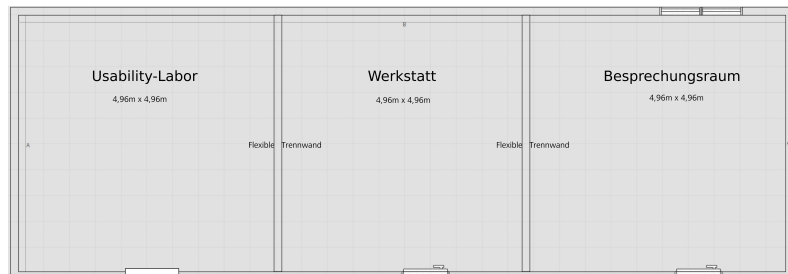 B
Usability-Labor
4,96m x 4,96m
Werkstatt
4,96m x 4,96m
Besprechungsraum
4,96m x 4,96m
A
Flexible Trennwand
Flexible Trennwand